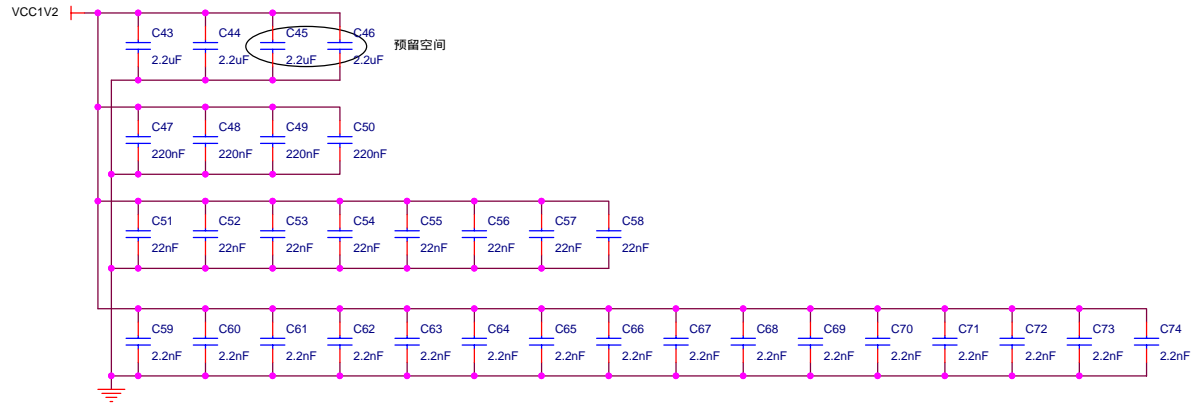 VCC1V2
C43 C44 C45 C46
预留空间
2.2uF 2.2uF 2.2uF 2.2uF
C47 C48 C49 C50
220nF 220nF 220nF 220nF
C51 C52 C53 C54 C55 C56 C57 C58
22nF 22nF 22nF 22nF 22nF 22nF 22nF 22nF
C59 C60 C61 C62 C63 C64 C65 C66 C67 C68 C69 C70 C71 C72 C73 C74
2.2nF 2.2nF 2.2nF 2.2nF 2.2nF 2.2nF 2.2nF 2.2nF 2.2nF 2.2nF 2.2nF 2.2nF 2.2nF 2.2nF 2.2nF 2.2nF